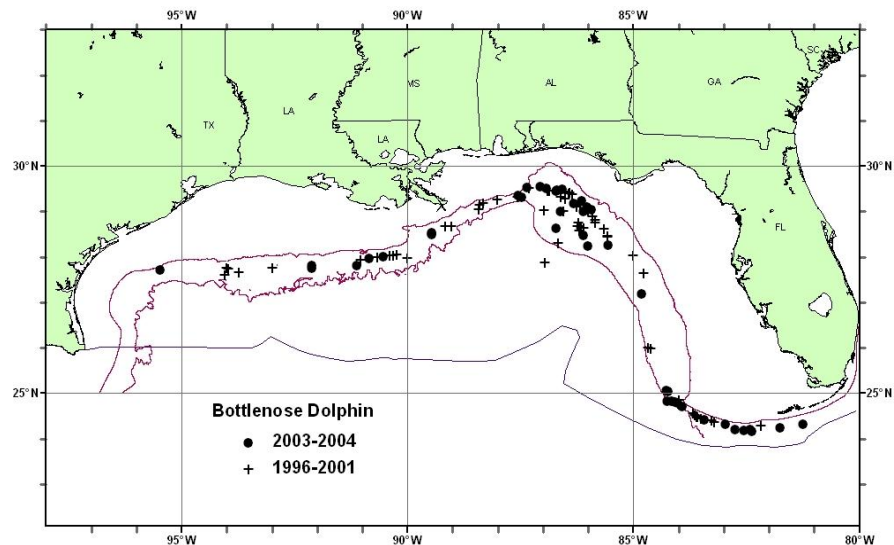 95°W 90°W 85°W 80°W
SC
MS AL GA
LA
TX
LA
30°N 30°N
FL
25°N 25°N
Bottlenose Dolphin
2003-2004
1996-2001
95°W 90°W 85°W 80°W